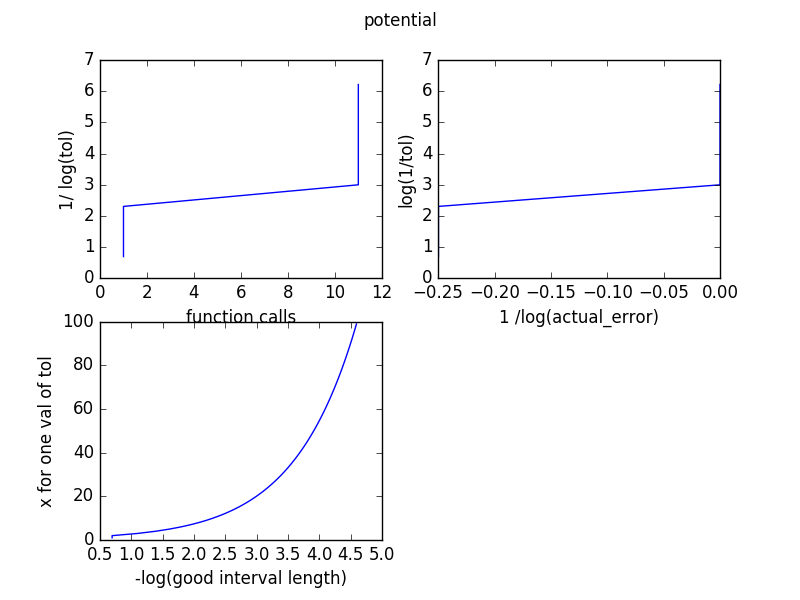 potential
7
6
5
4
3
2
1
0
1/ log(tol)
0 2 4 6 8 10 12
function calls
7
6
5
4
3
2
1
0
log(1/tol)
−0.25 −0.20 −0.15 −0.10 −0.05 0.00
1 /log(actual_error)
100
80
60
40
20
0
x for one val of tol
0.5 1.0 1.5 2.0 2.5 3.0 3.5 4.0 4.5 5.0
-log(good interval length)